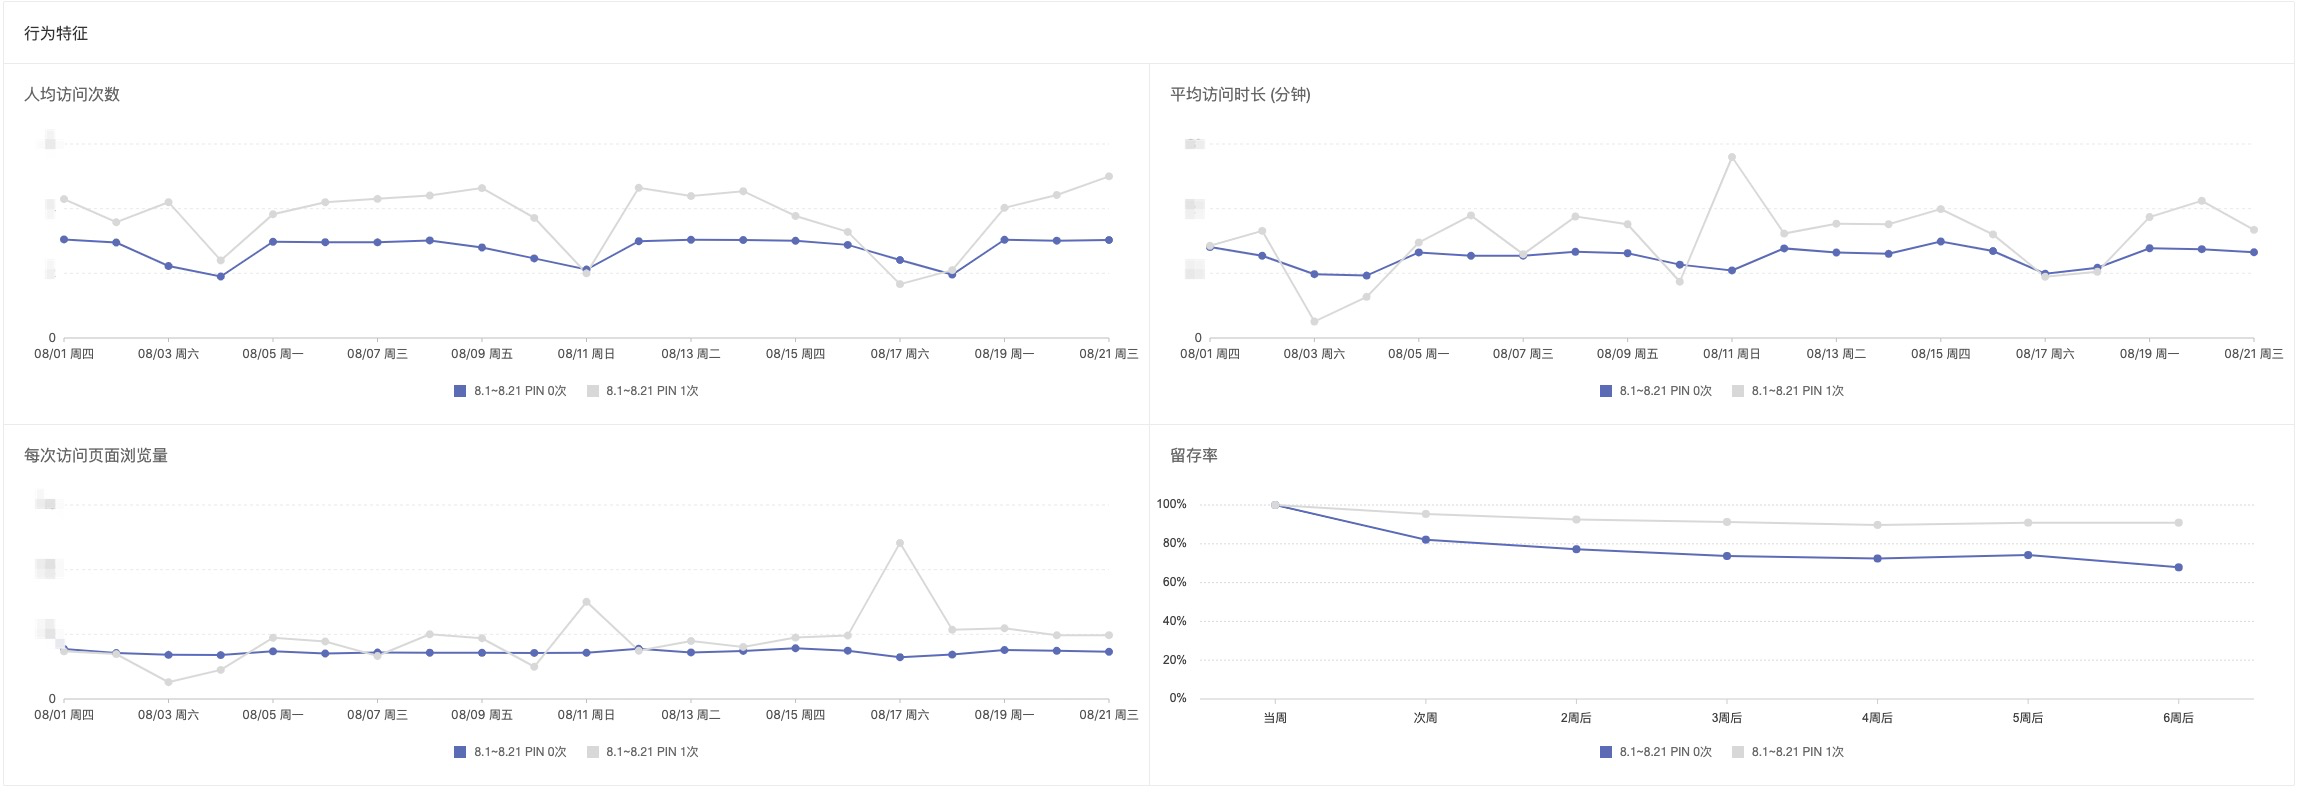 行为特征
人均访问次数
0
08/01 周四 08/03 周六 08/05 周一 08/07 周三 08/09 周五 08/11 周日 08/13 周二 08/15 周四 08/17 周六 08/19 周一 08/21 周三
8.1~8.21 PIN 0次 8.1~8.21 PIN 1次
平均访问时长 (分钟)
0
08/01 周四 08/03 周六 08/05 周一 08/07 周三 08/09 周五 08/11 周日 08/13 周二 08/15 周四 08/17 周六 08/19 周一 08/21 周三
8.1~8.21 PIN 0次 8.1~8.21 PIN 1次
每次访问页面浏览量
0
08/01 周四 08/03 周六 08/05 周一 08/07 周三 08/09 周五 08/11 周日 08/13 周二 08/15 周四 08/17 周六 08/19 周一 08/21 周三
8.1~8.21 PIN 0次 8.1~8.21 PIN 1次
留存率
100%
80%
60%
40%
20%
0%
当周 次周 2周后 3周后 4周后 5周后 6周后
8.1~8.21 PIN 0次 8.1~8.21 PIN 1次